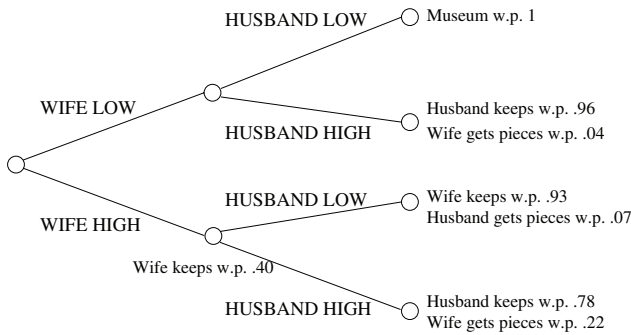 HUSBAND LOW
Museum w.p. 1
WIFE LOW
Husband keeps w.p. .96
HUSBAND HIGH
Wife gets pieces w.p. .04
HUSBAND LOW
Wife keeps w.p. .93
Husband gets pieces w.p. .07
WIFE HIGH
Wife keeps w.p. .40
HUSBAND HIGH
Husband keeps w.p. .78
Wife gets pieces w.p. .22